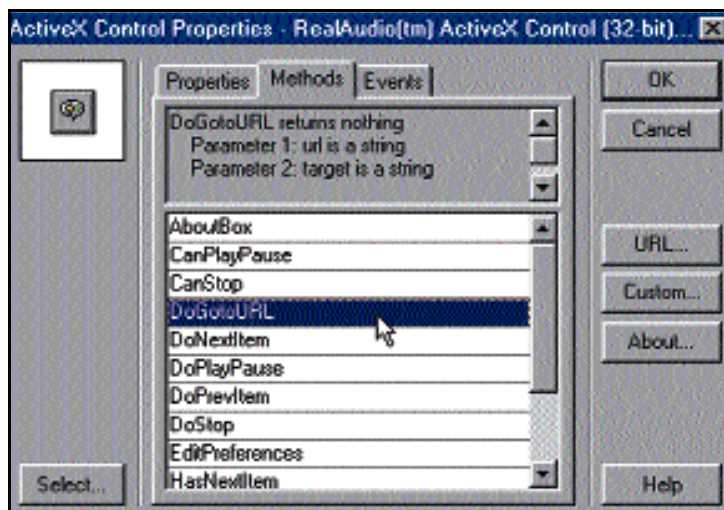 ActiveX Control Properties - RealAudio(tm) ActiveX Control (32-bit)...
Properties
Methods
Events
DoGotoURL returns nothing
Parameter 1: url is a string
Parameter 2: target is a string
AboutBox
CanPlayPause
CanStop
DoGotoURL
DoNextItem
DoPlayPause
DoPrevItem
DoStop
EditPreferences
HasNextItem
OK
Cancel
URL...
Custom...
About...
Select...
Help